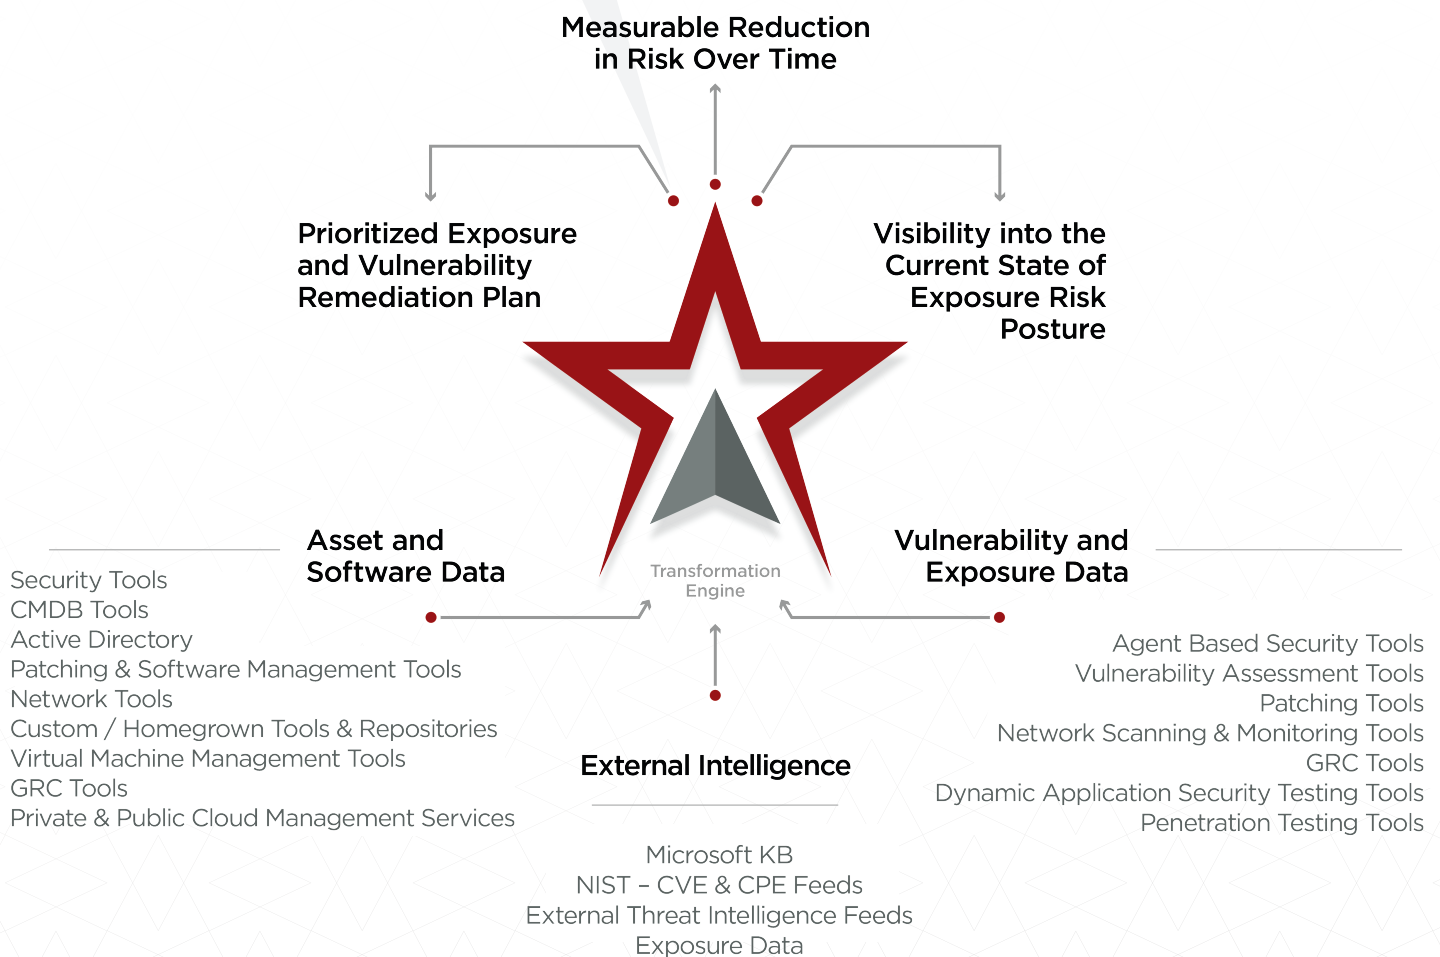 Measurable Reduction
in Risk Over Time
Prioritized Exposure
and Vulnerability
Remediation Plan
Visibility into the
Current State of
Exposure Risk
Posture
Asset and
Software Data
Security Tools
CMDB Tools
Active Directory
Patching & Software Management Tools
Network Tools
Custom / Homegrown Tools & Repositories
Virtual Machine Management Tools
GRC Tools
Private & Public Cloud Management Services
Transformation
Engine
Vulnerability and
Exposure Data
Agent Based Security Tools
Vulnerability Assessment Tools
Patching Tools
Network Scanning & Monitoring Tools
GRC Tools
Dynamic Application Security Testing Tools
Penetration Testing Tools
External Intelligence
Microsoft KB
NIST – CVE & CPE Feeds
External Threat Intelligence Feeds
Exposure Data